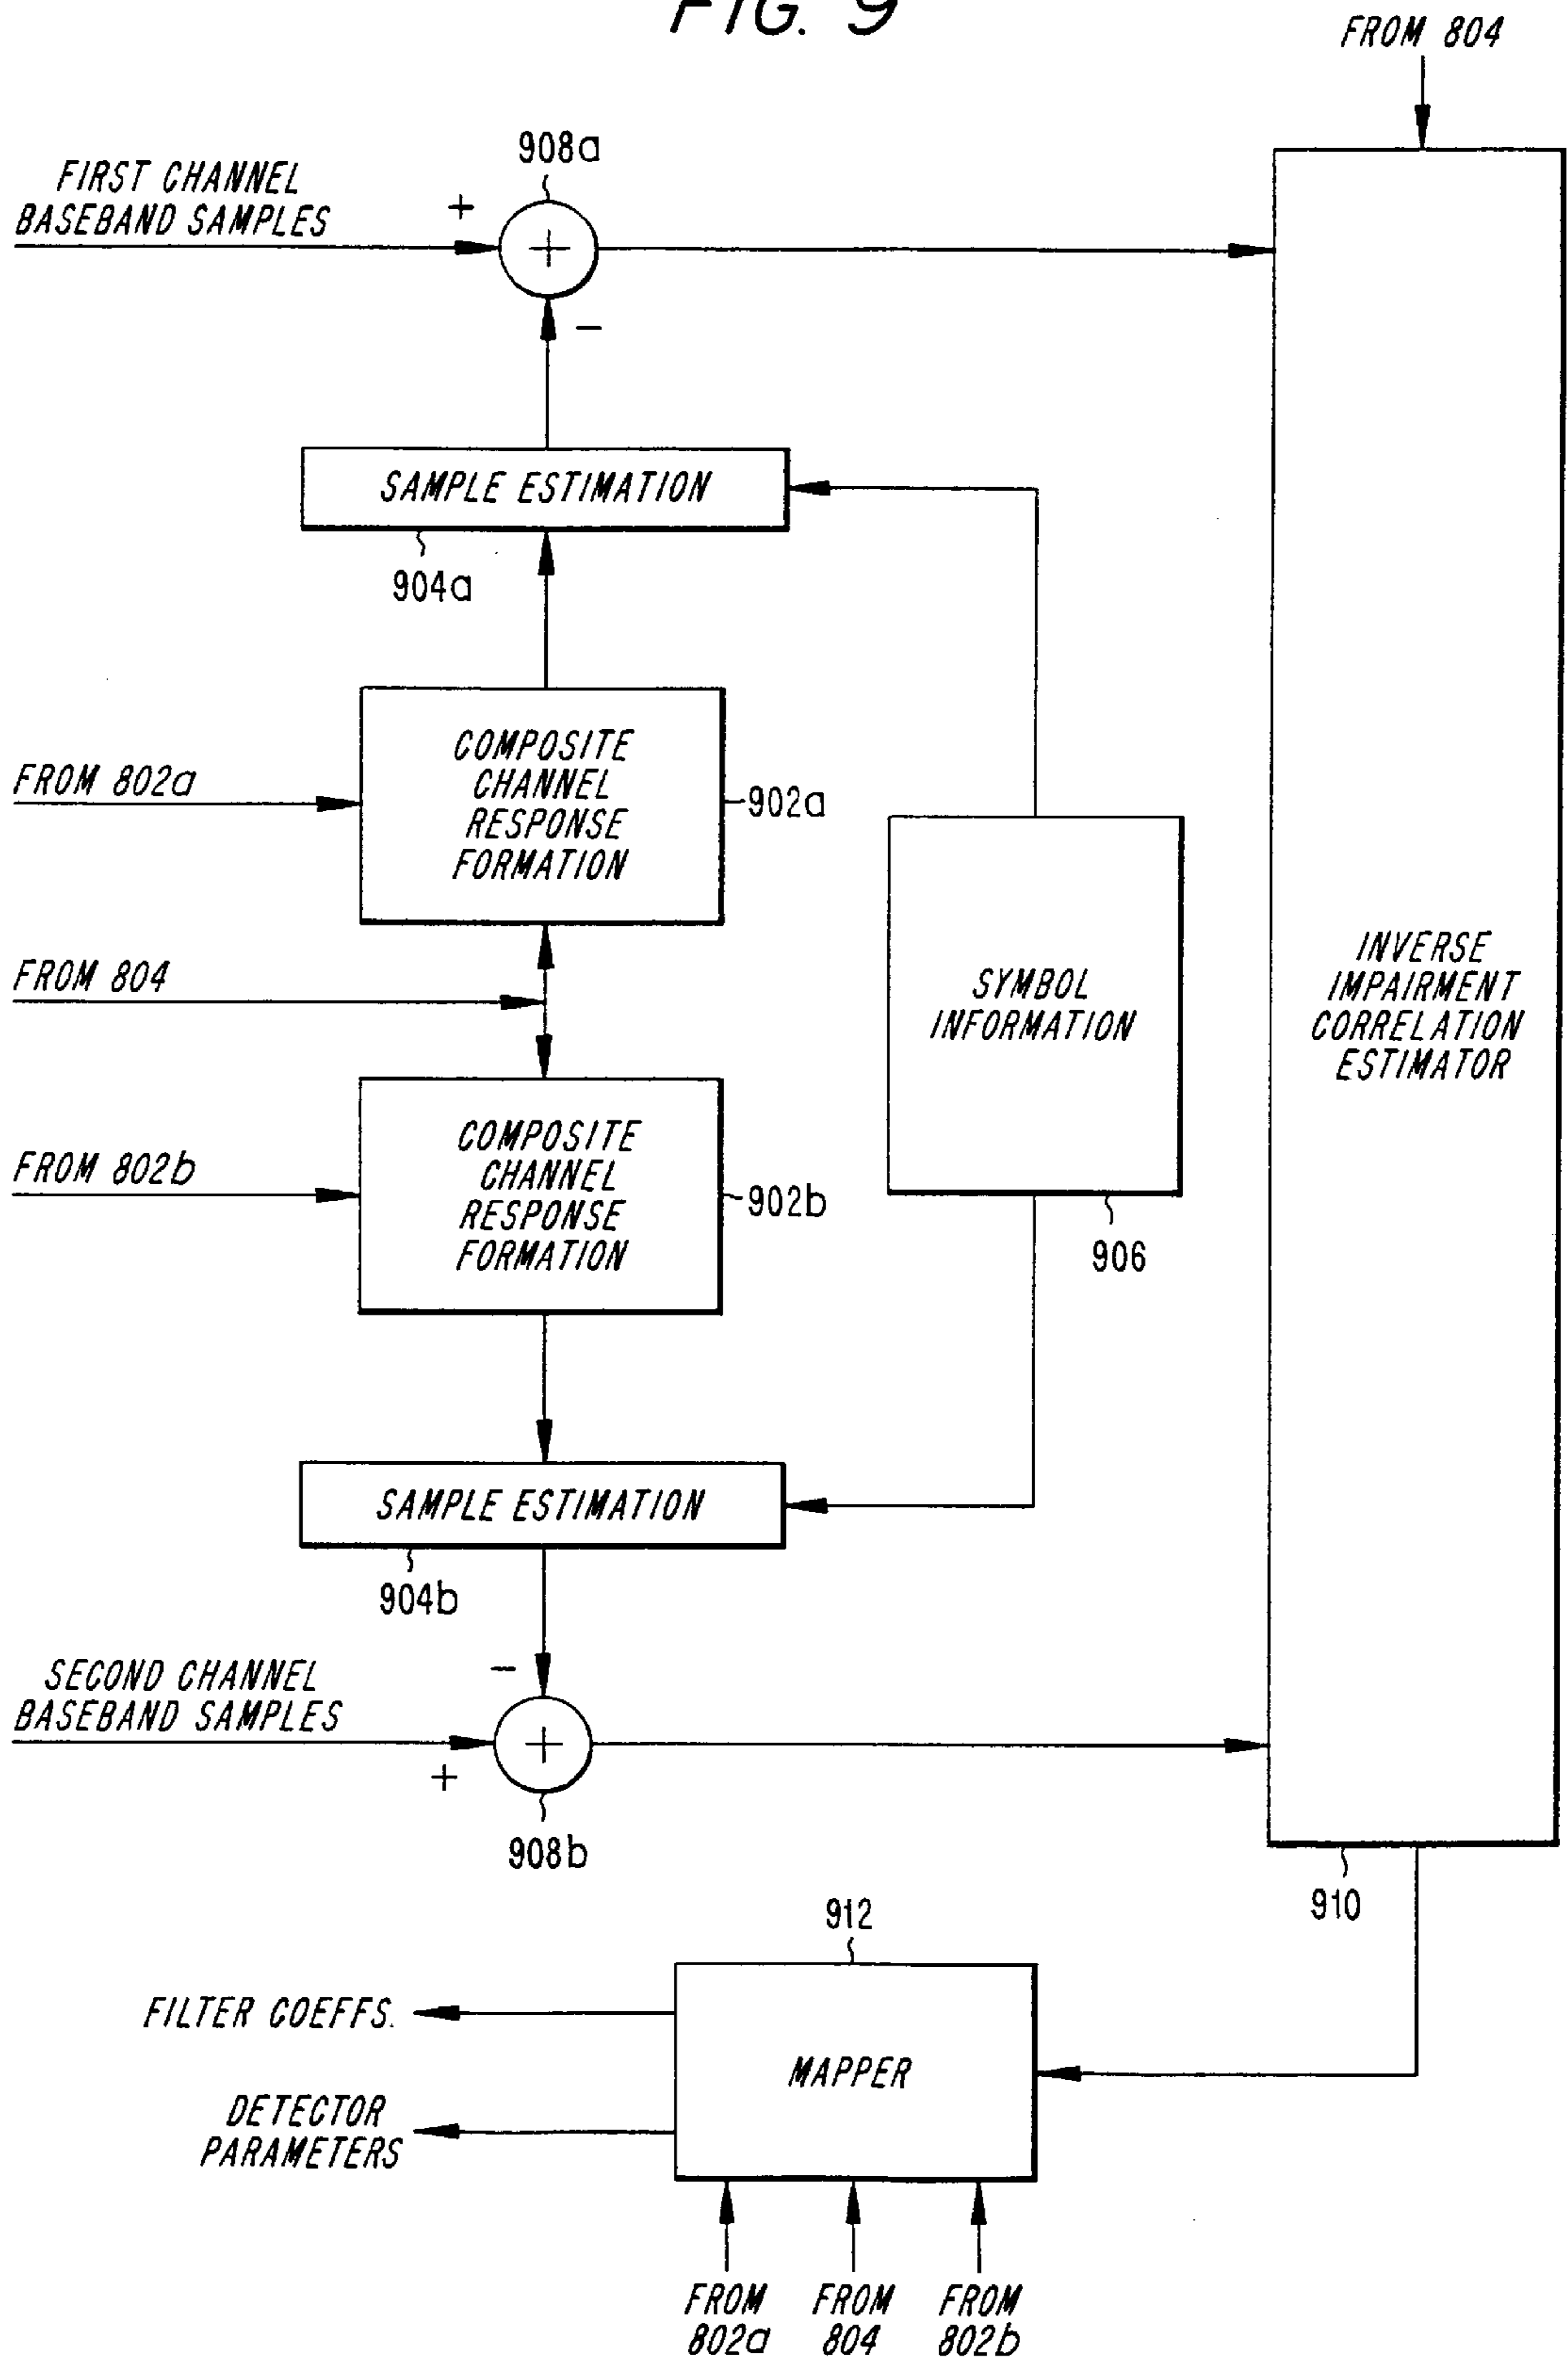 FIG. 9
FROM 804
908a
FIRST CHANNEL
BASEBAND SAMPLES
+
+
−
SAMPLE ESTIMATION
904a
COMPOSITE
CHANNEL
RESPONSE
FORMATION
FROM 802a
902a
FROM 804
SYMBOL
INFORMATION
INVERSE
IMPAIRMENT
CORRELATION
ESTIMATOR
COMPOSITE
CHANNEL
RESPONSE
FORMATION
FROM 802b
902b
906
SAMPLE ESTIMATION
904b
SECOND CHANNEL
BASEBAND SAMPLES
−
+
+
908b
910
912
FILTER COEFFS.
MAPPER
DETECTOR
PARAMETERS
FROM
802a
FROM
804
FROM
802b